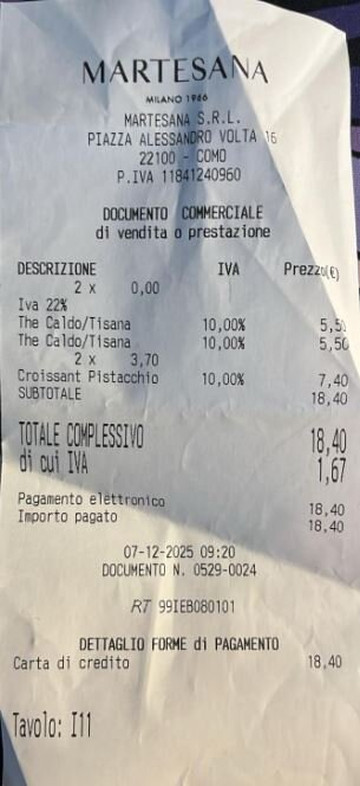 MARTESANA
MILANO 1966
MARTESANA S.R.L.
PIAZZA ALESSANDRO VOLTA 16
22100 - COMO
P.IVA 11841240960
DOCUMENTO COMMERCIALE
di vendita o prestazione
DESCRIZIONE IVA Prezzo(€)
2 x 0,00
Iva 22%
The Caldo/Tisana 10,00% 5,50
The Caldo/Tisana 10,00% 5,50
2 x 3,70
Croissant Pistacchio 10,00% 7,40
SUBTOTALE 18,40
TOTALE COMPLESSIVO 18,40
di cui IVA 1,67
Pagamento elettronico 18,40
Importo pagato 18,40
07-12-2025 09:20
DOCUMENTO N. 0529-0024
RT 99IEB080101
DETTAGLIO FORME di PAGAMENTO
Carta di credito 18,40
Tavolo: I11